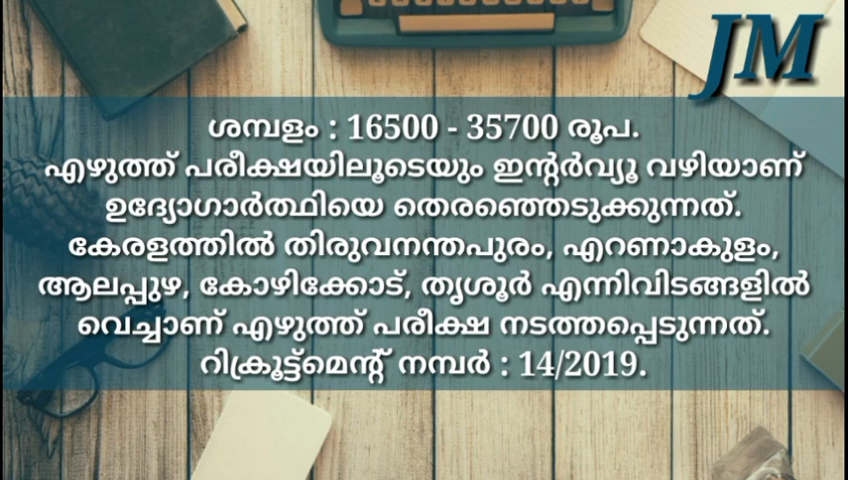 JM
ശമ്പളം : 16500 - 35700 രൂപ.
എഴുത്ത് പരീക്ഷയിലൂടെയും ഇന്റർവ്യൂ വഴിയാണ്
ഉദ്യോഗാർത്ഥിയെ തെരഞ്ഞെടുക്കുന്നത്.
കേരളത്തിൽ തിരുവനന്തപുരം, എറണാകുളം,
ആലപ്പുഴ, കോഴിക്കോട്, തൃശൂർ എന്നിവിടങ്ങളിൽ
വെച്ചാണ് എഴുത്ത് പരീക്ഷ നടത്തപ്പെടുന്നത്.
റിക്രൂട്ട്മെന്റ് നമ്പർ : 14/2019.